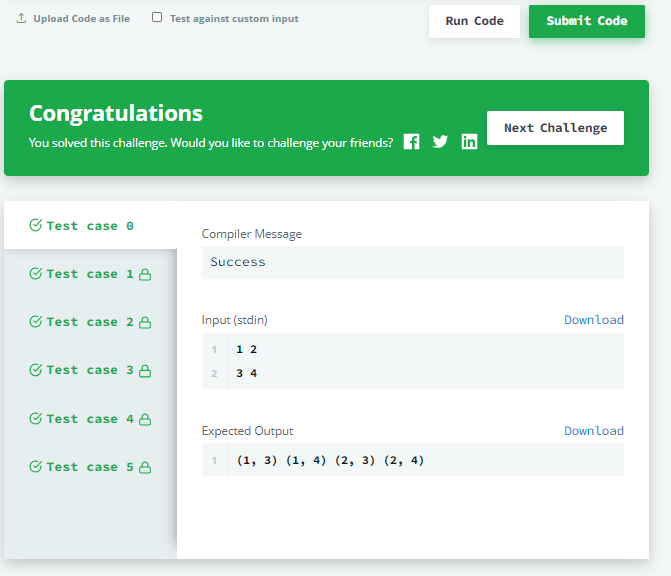 Upload Code as File Test against custom input Run Code Submit Code
Congratulations
You solved this challenge. Would you like to challenge your friends? Next Challenge
Test case 0
Test case 1
Test case 2
Test case 3
Test case 4
Test case 5
Compiler Message
Success
Input (stdin) Download
1 1 2
2 3 4
Expected Output Download
1 (1, 3) (1, 4) (2, 3) (2, 4)